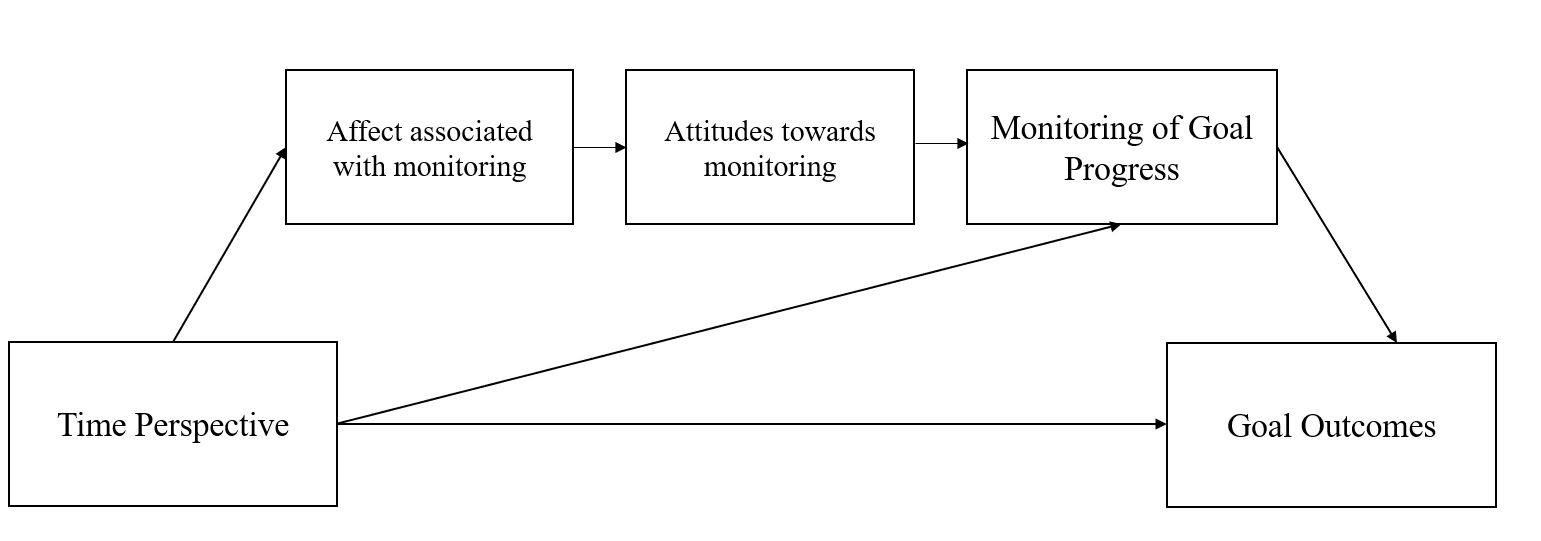 Affect associated
with monitoring
Attitudes towards
monitoring
Monitoring of Goal
Progress
Time Perspective
Goal Outcomes